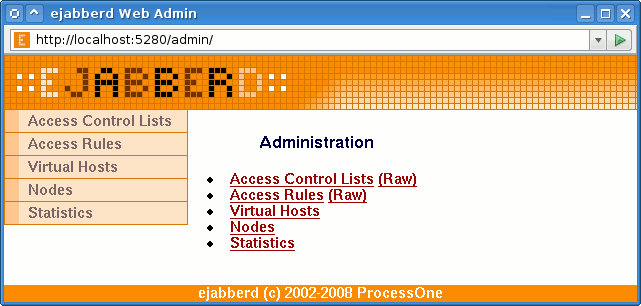 ejabberd Web Admin
http://localhost:5280/admin/
EJABBERD
Access Control Lists
Access Rules
Virtual Hosts
Nodes
Statistics
Administration
Access Control Lists (Raw)
Access Rules (Raw)
Virtual Hosts
Nodes
Statistics
ejabberd (c) 2002-2008 ProcessOne